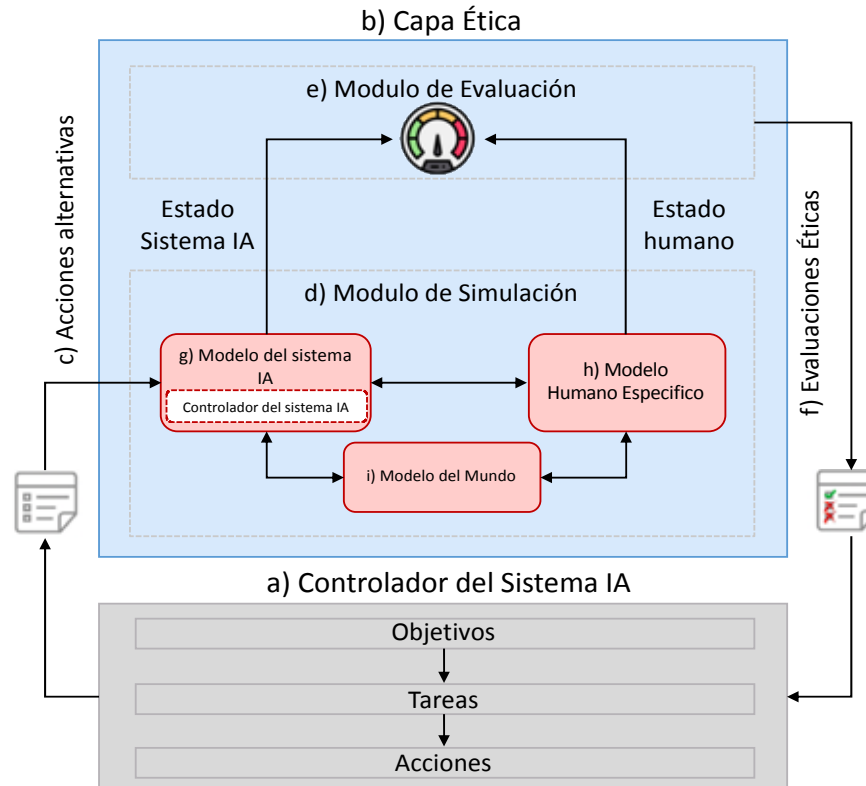 b) Capa Ética
e) Modulo de Evaluación
c) Acciones alternativas
Estado
Sistema IA
Estado
humano
f) Evaluaciones Éticas
d) Modulo de Simulación
g) Modelo del sistema
IA
Controlador del sistema IA
h) Modelo
Humano Especifico
i) Modelo del Mundo
a) Controlador del Sistema IA
Objetivos
Tareas
Acciones